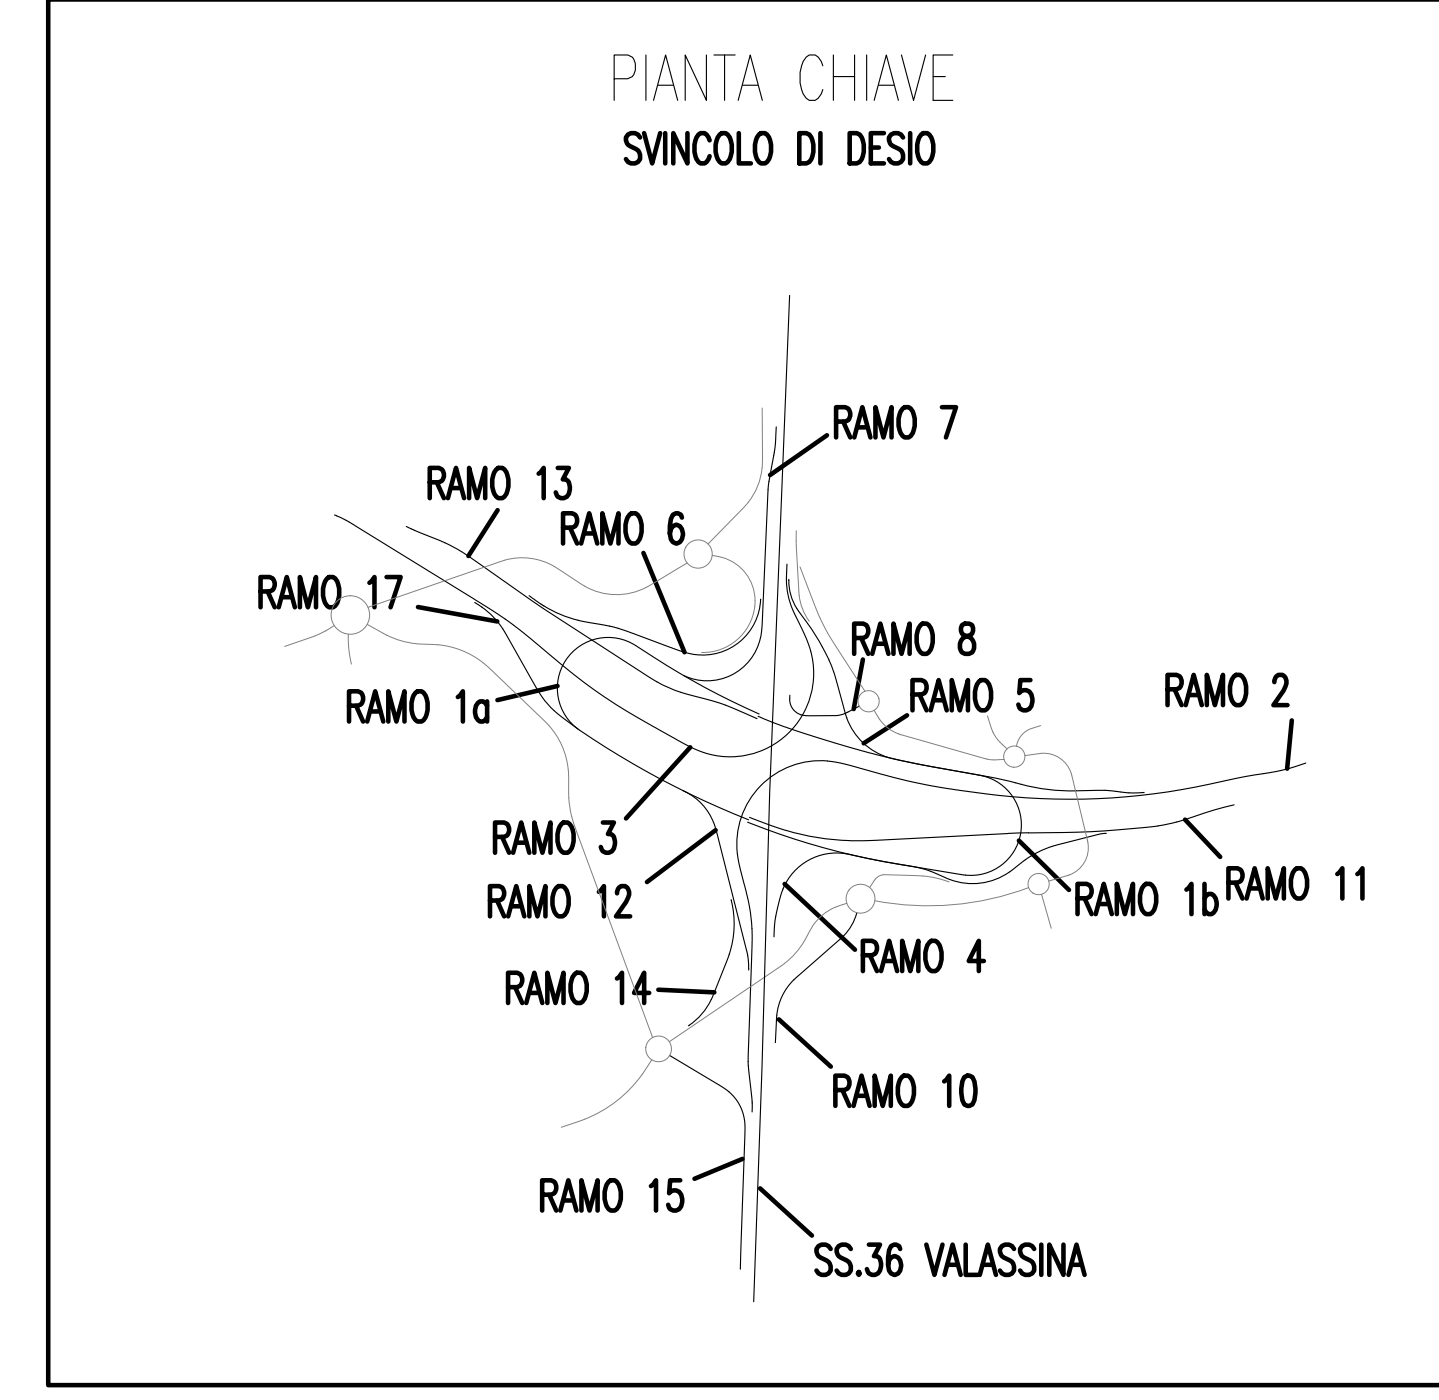 PIANTA CHIAVE
SVINCOLO DI DESIO
RAMO 7
RAMO 13
RAMO 6
RAMO 17
RAMO 8
RAMO 5
RAMO 2
RAMO 1a
RAMO 3
RAMO 12
RAMO 11
RAMO 1b
RAMO 4
RAMO 14
RAMO 10
RAMO 15
SS.36 VALASSINA